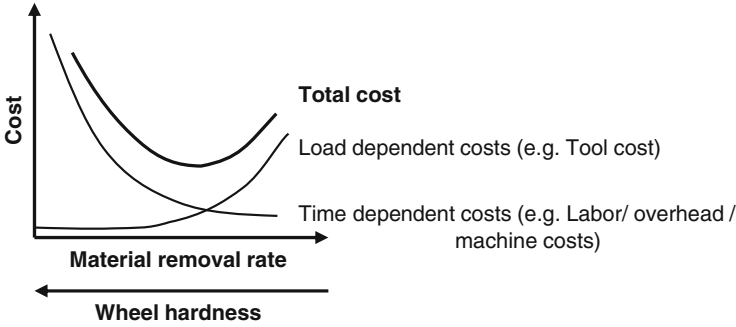 Cost
Total cost
Load dependent costs (e.g. Tool cost)
Time dependent costs (e.g. Labor/ overhead /
machine costs)
Material removal rate
Wheel hardness